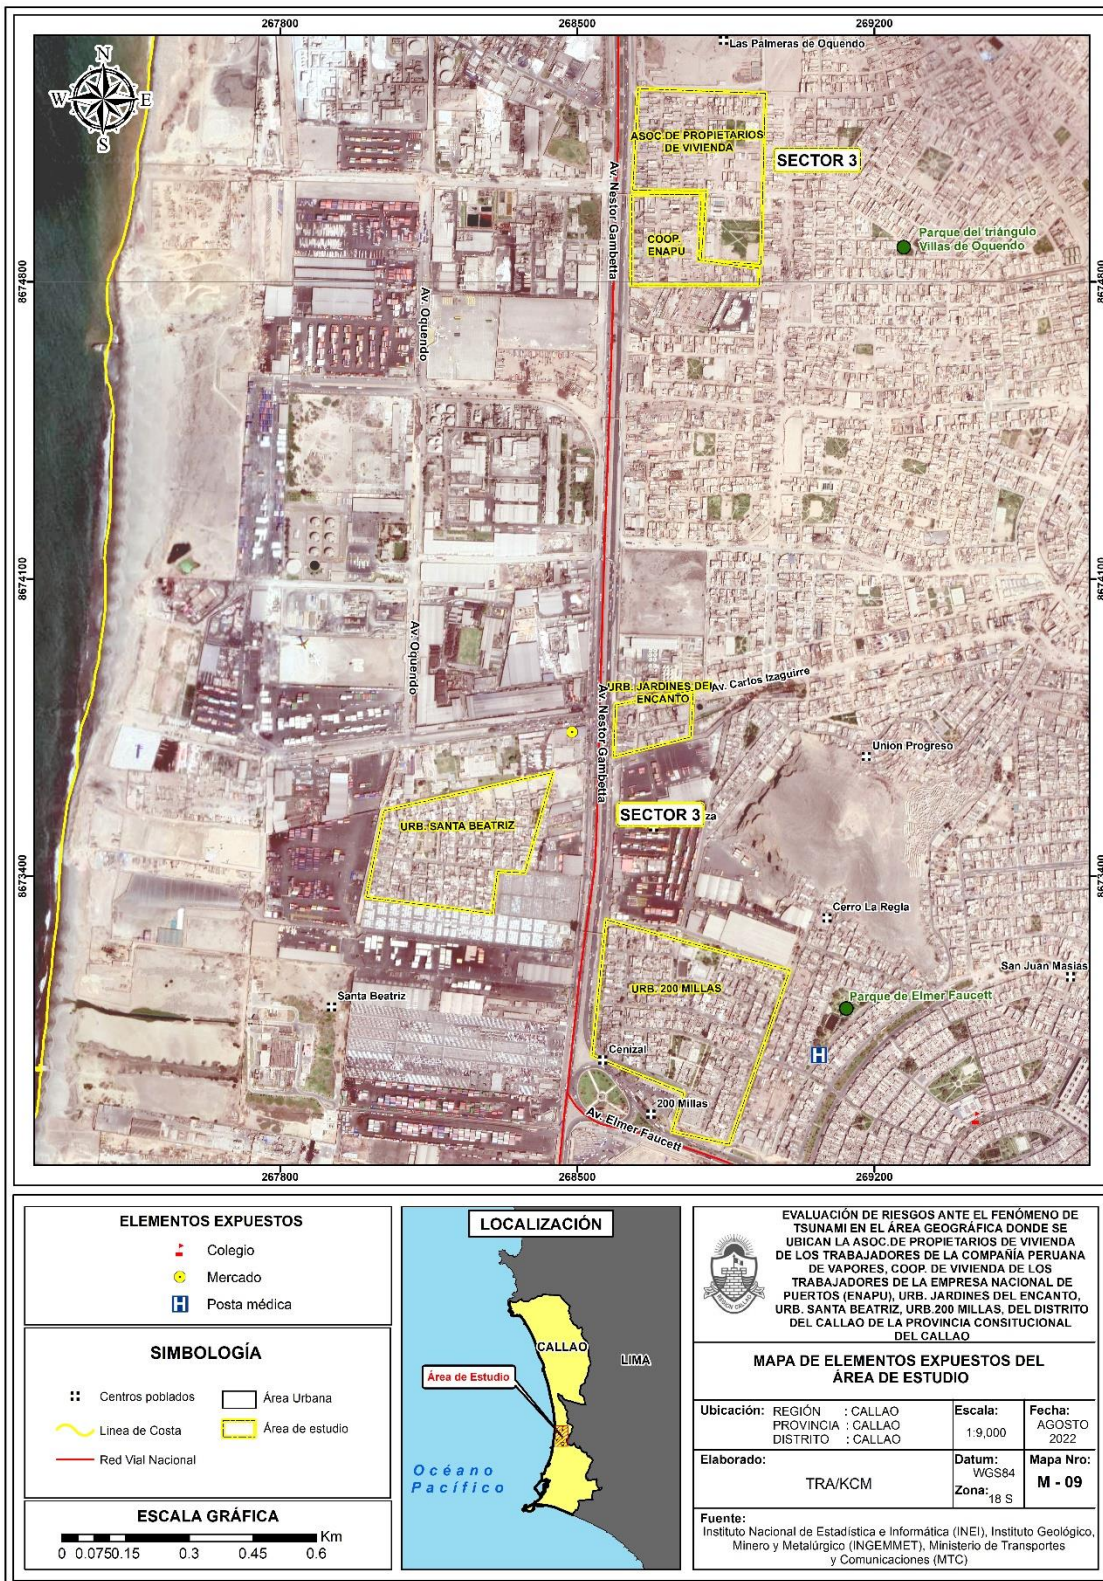 267800
268500
269200
N
W
E
S
Las Palmeras de Oquendo
ASOC.DE PROPIETARIOS
DE VIVIENDA
SECTOR 3
COOP.
ENAPU
Av. Nestor Gambetta
Parque del triángulo
Villas de Oquendo
8674800
8674800
Av. Oquendo
8674100
8674100
Av. Oquendo
URB. JARDINES DEL
ENCANTO
Av. Carlos Izaguirre
Av. Nestor Gambetta
Union Progreso
SECTOR 3
za
URB. SANTA BEATRIZ
8673400
8673400
Cerro La Regla
San Juan Masias
URB. 200 MILLAS
Parque de Elmer Faucett
Santa Beatriz
Cenizal
H
200 Millas
Av. Elmer Faucett
267800
268500
269200
ELEMENTOS EXPUESTOS
Colegio
Mercado
H Posta médica
SIMBOLOGÍA
Centros poblados
Área Urbana
Linea de Costa
Área de estudio
Red Vial Nacional
ESCALA GRÁFICA
Km
0 0.0750.15 0.3 0.45 0.6
LOCALIZACIÓN
CALLAO
LIMA
Área de Estudio
Océano
Pacífico
REGION CALLAO
EVALUACIÓN DE RIESGOS ANTE EL FENÓMENO DE
TSUNAMI EN EL ÁREA GEOGRÁFICA DONDE SE
UBICAN LA ASOC.DE PROPIETARIOS DE VIVIENDA
DE LOS TRABAJADORES DE LA COMPAÑÍA PERUANA
DE VAPORES, COOP. DE VIVIENDA DE LOS
TRABAJADORES DE LA EMPRESA NACIONAL DE
PUERTOS (ENAPU), URB. JARDINES DEL ENCANTO,
URB. SANTA BEATRIZ, URB.200 MILLAS, DEL DISTRITO
DEL CALLAO DE LA PROVINCIA CONSITUCIONAL
DEL CALLAO
MAPA DE ELEMENTOS EXPUESTOS DEL
ÁREA DE ESTUDIO
Ubicación: REGIÓN : CALLAO
PROVINCIA : CALLAO
DISTRITO : CALLAO
Escala:
1:9,000
Fecha:
AGOSTO
2022
Elaborado:
TRA/KCM
Datum:
WGS84
Zona: 18 S
Mapa Nro:
M - 09
Fuente:
Instituto Nacional de Estadística e Informática (INEI), Instituto Geológico,
Minero y Metalúrgico (INGEMMET), Ministerio de Transportes
y Comunicaciones (MTC)